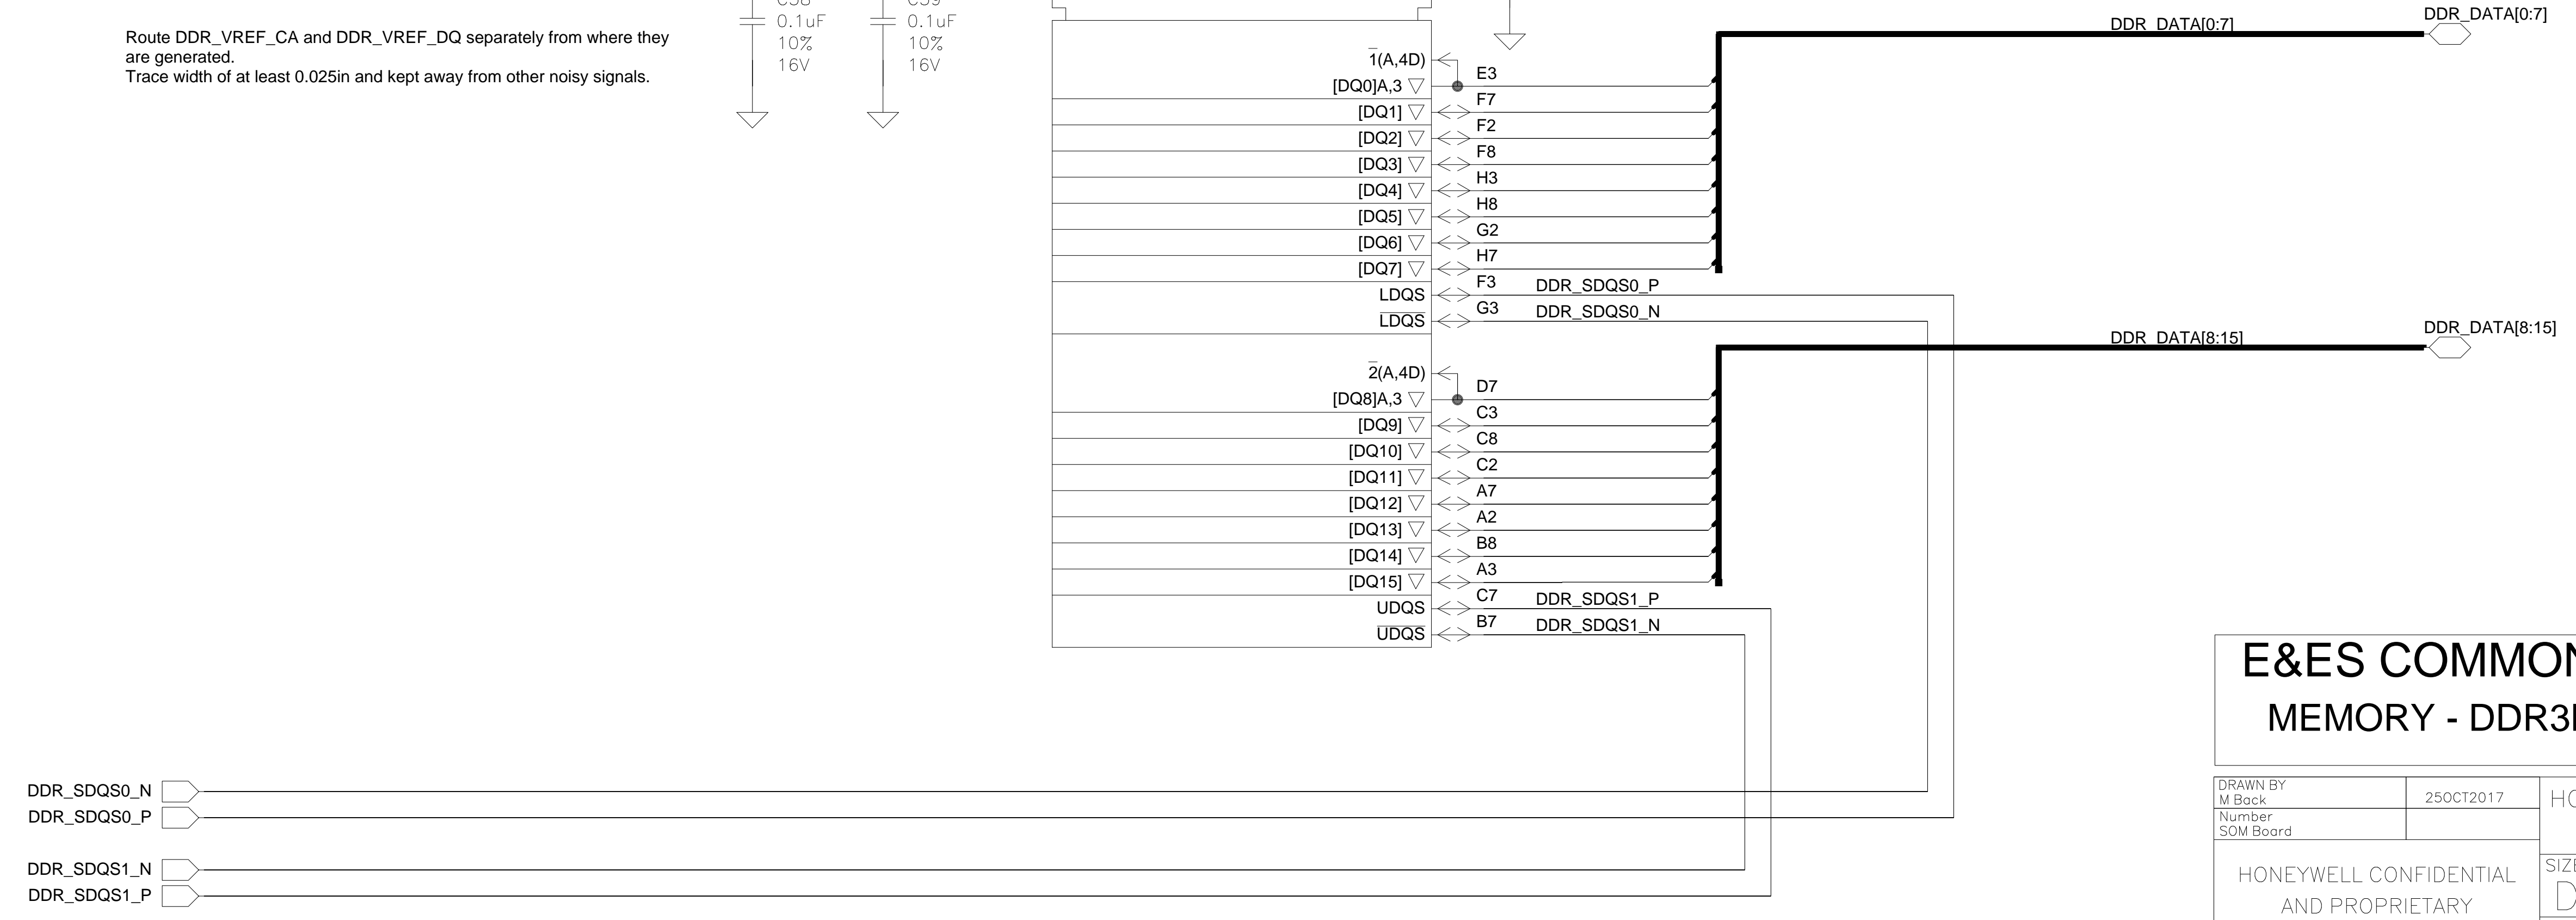 Route DDR_VREF_CA and DDR_VREF_DQ separately from where they
are generated.
Trace width of at least 0.025in and kept away from other noisy signals.
0.1uF
10%
16V
0.1uF
10%
16V
1(A,4D)
[DQ0]A,3 E3
[DQ1] F7
[DQ2] F2
[DQ3] F8
[DQ4] H3
[DQ5] H8
[DQ6] G2
[DQ7] H7
LDQS F3 DDR_SDQS0_P
LDQS G3 DDR_SDQS0_N
2(A,4D)
[DQ8]A,3 D7
[DQ9] C3
[DQ10] C8
[DQ11] C2
[DQ12] A7
[DQ13] A2
[DQ14] B8
[DQ15] A3
UDQS C7 DDR_SDQS1_P
UDQS B7 DDR_SDQS1_N
DDR_DATA[0:7] DDR_DATA[0:7]
DDR_DATA[8:15] DDR_DATA[8:15]
DDR_SDQS0_N
DDR_SDQS0_P
DDR_SDQS1_N
DDR_SDQS1_P
E&ES COMMON
MEMORY - DDR3
DRAWN BY
M Back 25OCT2017
Number
SOM Board
HONEYWELL CONFIDENTIAL
AND PROPRIETARY